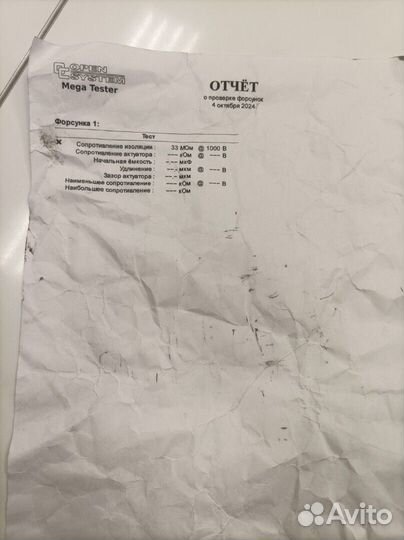 OPEN
SYSTEM
Mega Tester
ОТЧЁТ
о проверке форсунок
4 октября 2024
Форсунка 1:
Тест
✖ Сопротивление изоляции : 33 МОм @ 1000 В
Сопротивление актуатора : --- кОм @ --- В
Начальная ёмкость : -.-- мкФ
Удлинение : --.- мкм @ --- В
Зазор актуатора : --.- мкм
Наименьшее сопротивление : --- кОм @ --- В
Наибольшее сопротивление : --- кОм
Avito